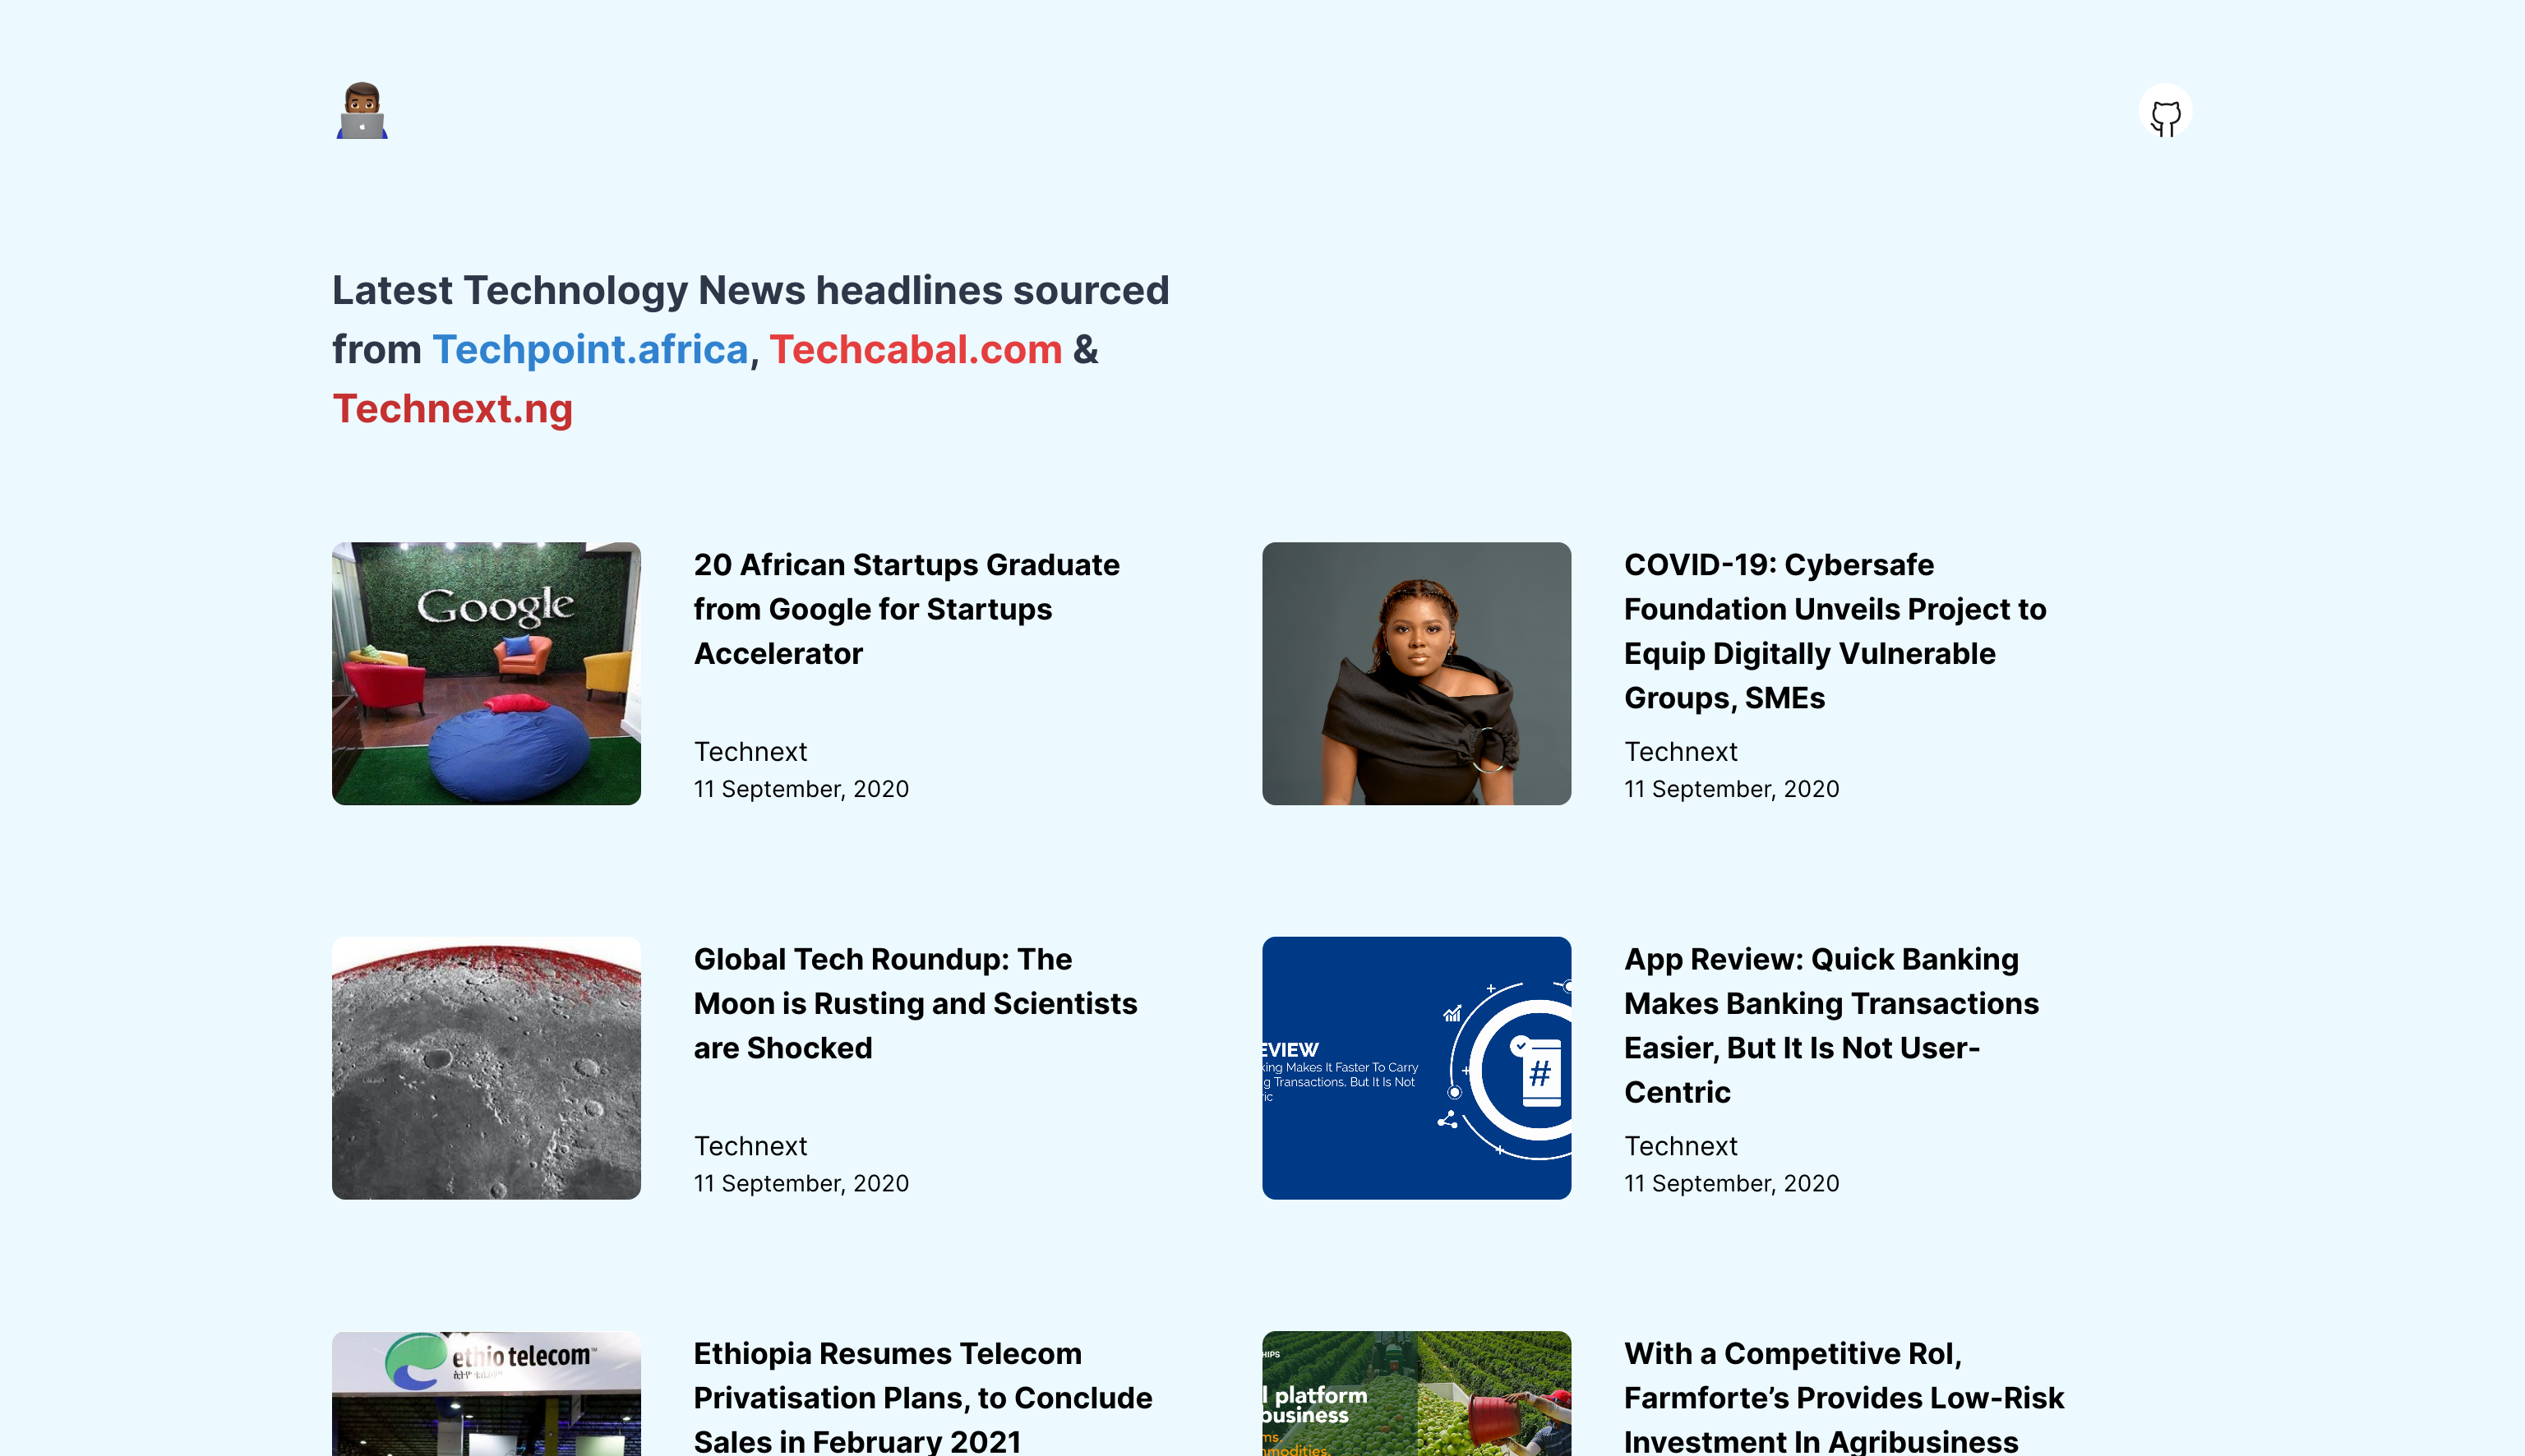 Latest Technology News headlines sourced
from Techpoint.africa, Techcabal.com &
Technext.ng
Google
20 African Startups Graduate
from Google for Startups
Accelerator
Technext
11 September, 2020
COVID-19: Cybersafe
Foundation Unveils Project to
Equip Digitally Vulnerable
Groups, SMEs
Technext
11 September, 2020
Global Tech Roundup: The
Moon is Rusting and Scientists
are Shocked
Technext
11 September, 2020
EVIEW
king Makes It Faster To Carry
g Transactions, But It Is Not
ric
#
App Review: Quick Banking
Makes Banking Transactions
Easier, But It Is Not User-
Centric
Technext
11 September, 2020
ethio telecom™
Ethiopia Resumes Telecom
Privatisation Plans, to Conclude
Sales in February 2021
HIPS
l platform
business
ms.
mmodities.
With a Competitive RoI,
Farmforte's Provides Low-Risk
Investment In Agribusiness